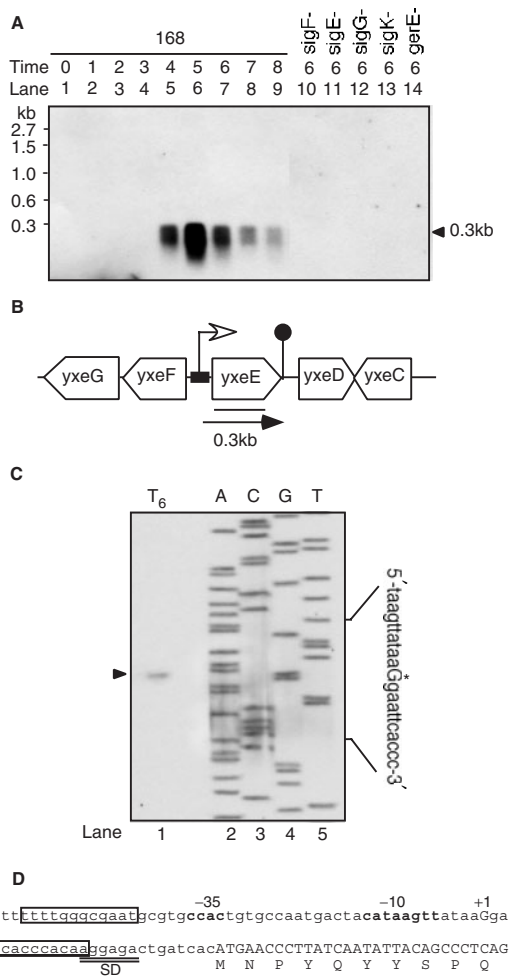 A
168
sigF-
sigE-
sigG-
sigK-
gerE-
Time 0 1 2 3 4 5 6 7 8 6 6 6 6 6
Lane 1 2 3 4 5 6 7 8 9 10 11 12 13 14
kb
2.7
1.5
1.0
0.6
0.3
0.3kb
B
yxeG yxeF yxeE yxeD yxeC
0.3kb
C
T6 A C G T
5´-taagttataaGgaattcaccc-3´
*
Lane 1 2 3 4 5
D
−35 −10 +1
ttttttgggcgaatgcgtgccactgtgccaatgactacataagttataaGga
cacccacaaggagactgatcacATGAACCCTTATCAATATTACAGCCCTCAG
SD M N P Y Q Y Y S P Q